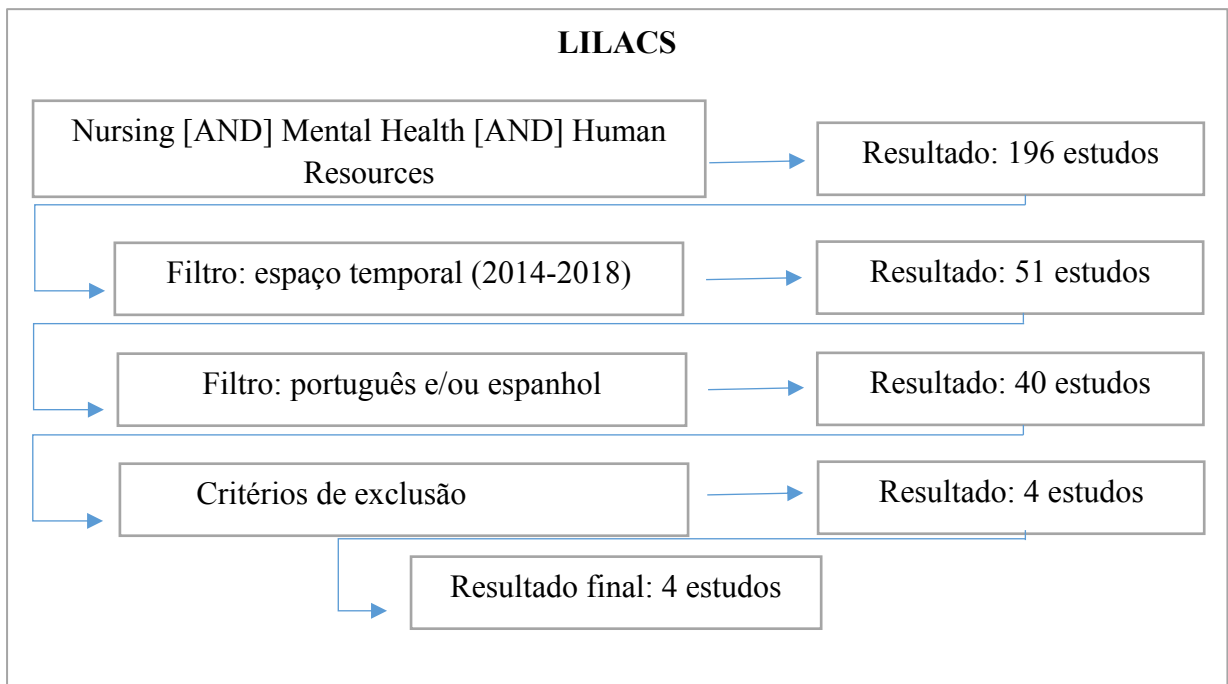 LILACS
Nursing [AND] Mental Health [AND] Human
Resources
Resultado: 196 estudos
Filtro: espaço temporal (2014-2018)
Resultado: 51 estudos
Filtro: português e/ou espanhol
Resultado: 40 estudos
Critérios de exclusão
Resultado: 4 estudos
Resultado final: 4 estudos